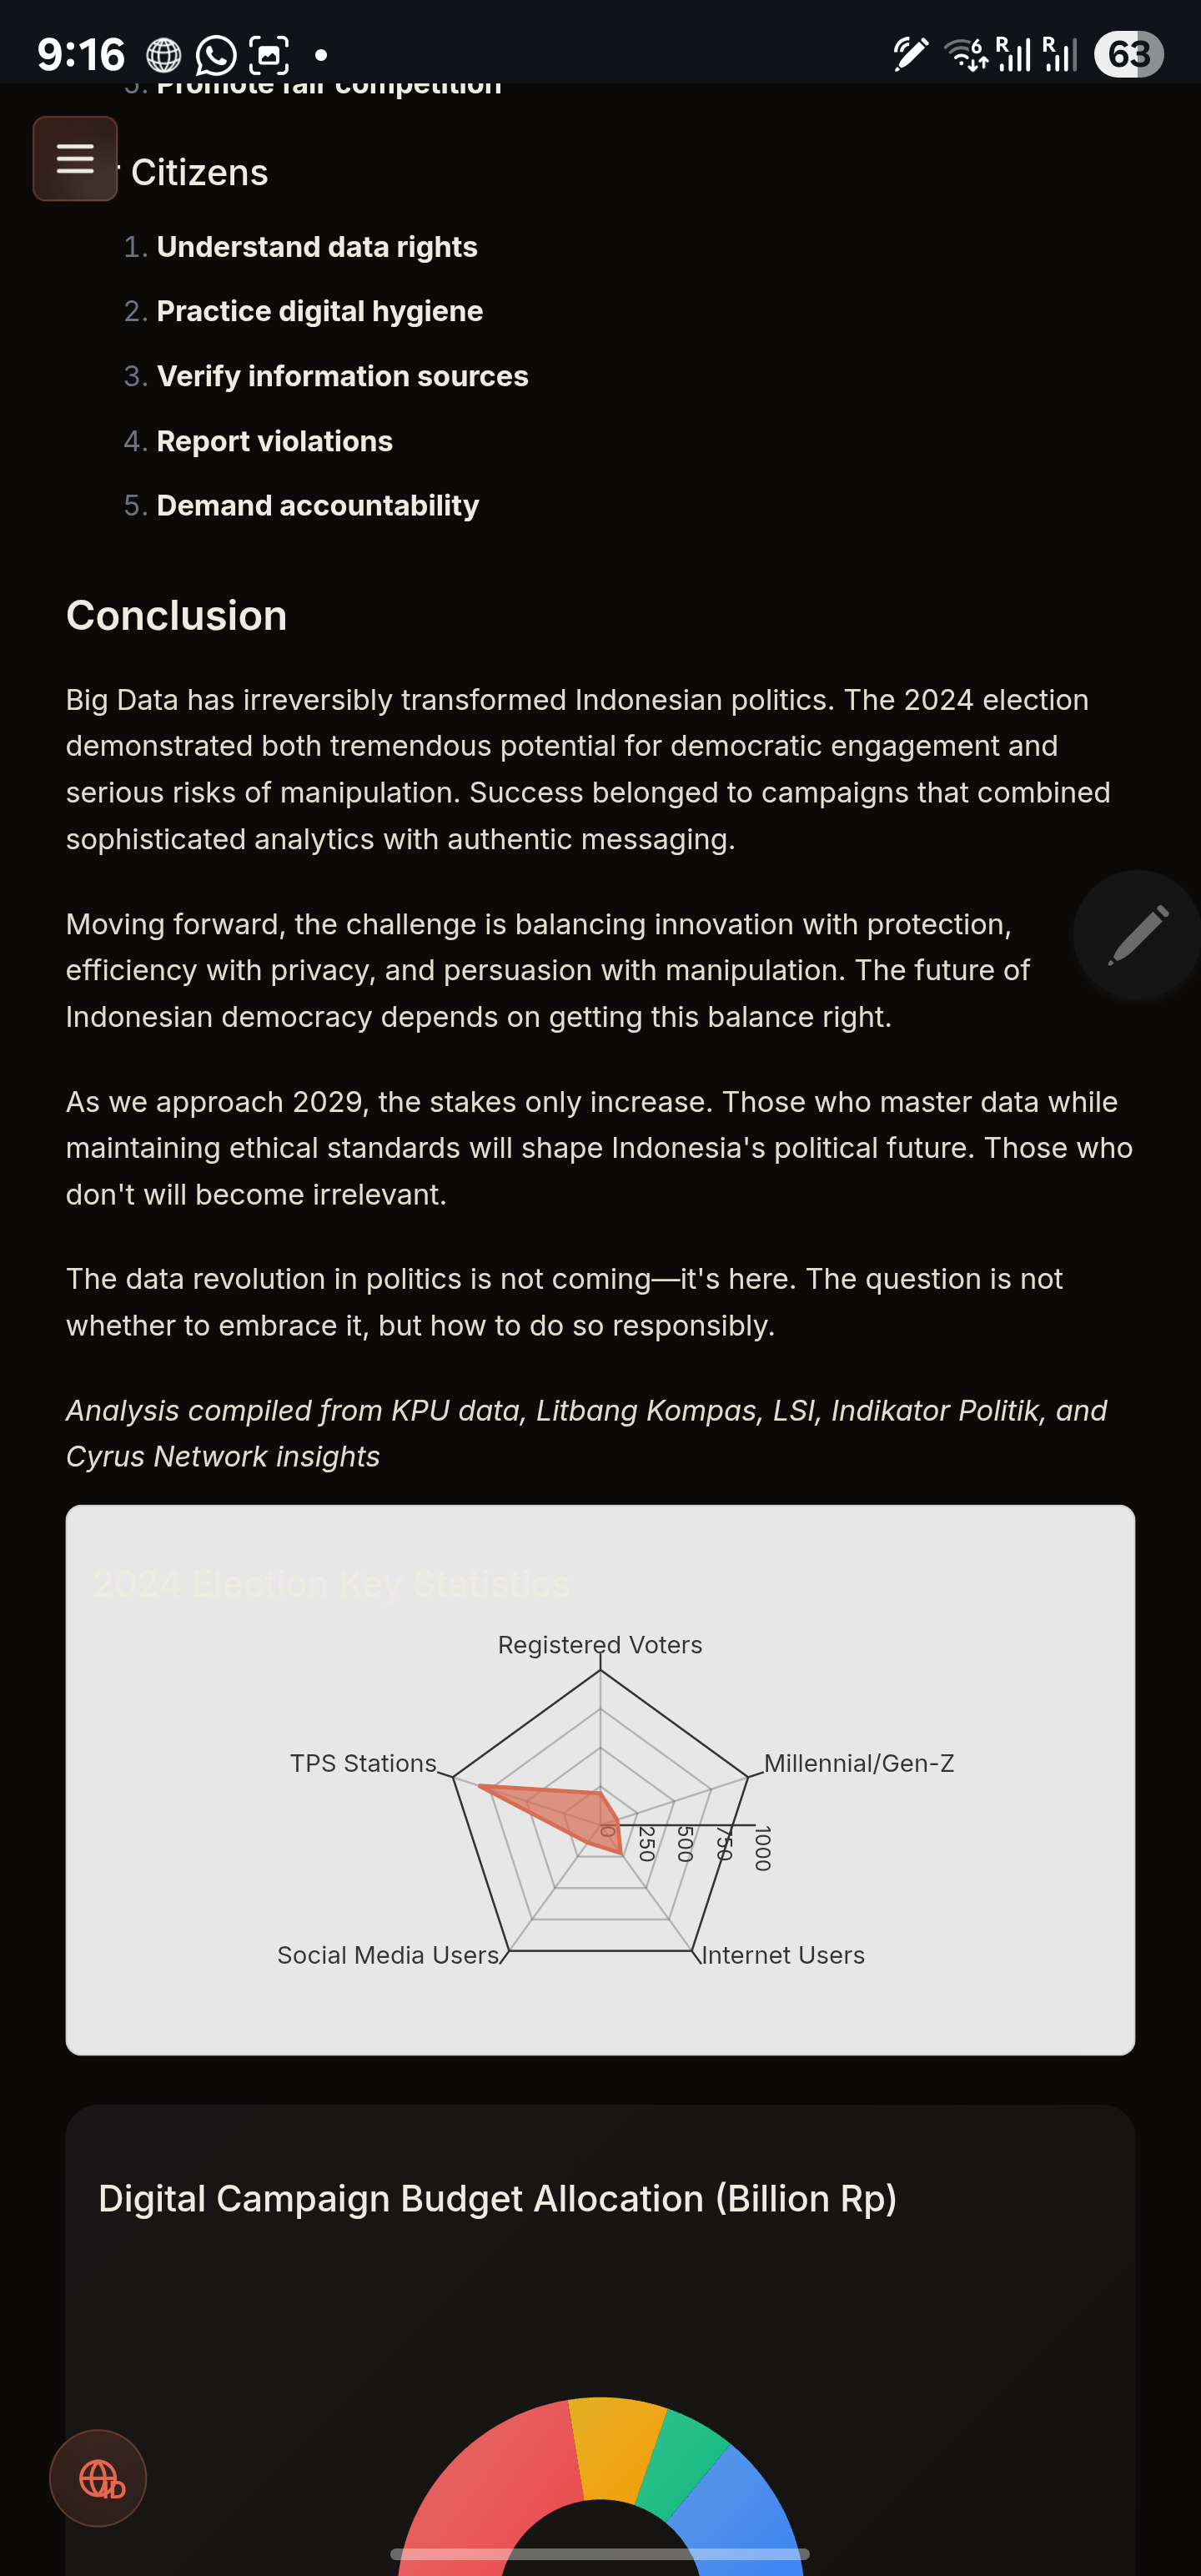 9:16
6
R
R
63
5. Promote fair competition
r Citizens
1. Understand data rights
2. Practice digital hygiene
3. Verify information sources
4. Report violations
5. Demand accountability
Conclusion
Big Data has irreversibly transformed Indonesian politics. The 2024 election
demonstrated both tremendous potential for democratic engagement and
serious risks of manipulation. Success belonged to campaigns that combined
sophisticated analytics with authentic messaging.
Moving forward, the challenge is balancing innovation with protection,
efficiency with privacy, and persuasion with manipulation. The future of
Indonesian democracy depends on getting this balance right.
As we approach 2029, the stakes only increase. Those who master data while
maintaining ethical standards will shape Indonesia's political future. Those who
don't will become irrelevant.
The data revolution in politics is not coming—it's here. The question is not
whether to embrace it, but how to do so responsibly.
Analysis compiled from KPU data, Litbang Kompas, LSI, Indikator Politik, and
Cyrus Network insights
2024 Election Key Statistics
Registered Voters
TPS Stations
Millennial/Gen-Z
0
250
500
750
1000
Social Media Users
Internet Users
Digital Campaign Budget Allocation (Billion Rp)
ID